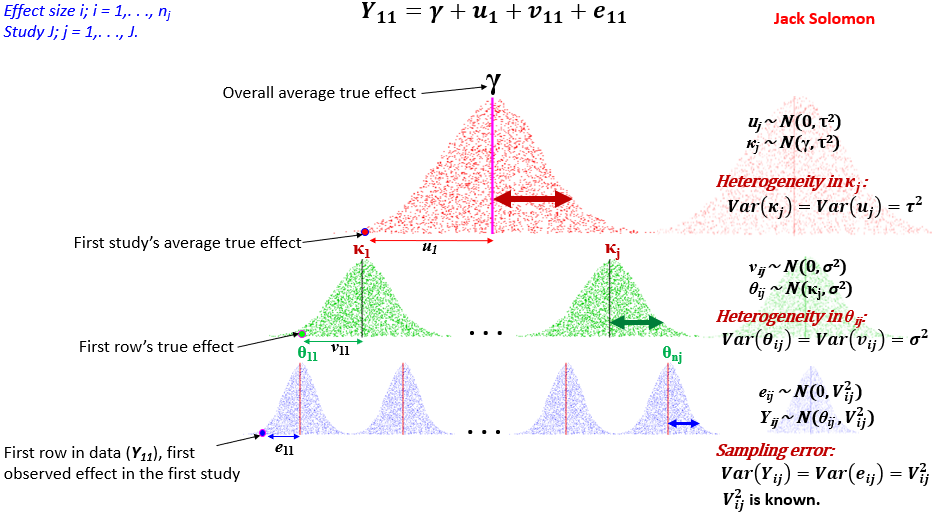 Effect size i; i = 1,. . ., nj
Study J; j = 1,. . ., J.
Y₁₁ = γ + u₁ + v₁₁ + e₁₁
Jack Solomon
γ
Overall average true effect
uⱼ ~ N(0, τ²)
κⱼ ~ N(γ, τ²)
Heterogeneity in κⱼ:
Var(κⱼ) = Var(uⱼ) = τ²
First study's average true effect
u₁
κ₁
κⱼ
vᵢⱼ ~ N(0, σ²)
θᵢⱼ ~ N(κⱼ, σ²)
Heterogeneity in θᵢⱼ:
Var(θᵢⱼ) = Var(vᵢⱼ) = σ²
. . .
First row's true effect
v₁₁
θ₁₁
θₙⱼ
eᵢⱼ ~ N(0, V²ᵢⱼ)
Yᵢⱼ ~ N(θᵢⱼ, V²ᵢⱼ)
. . .
e₁₁
First row in data (Y₁₁), first
observed effect in the first study
Sampling error:
Var(Yᵢⱼ) = Var(eᵢⱼ) = V²ᵢⱼ
V²ᵢⱼ is known.